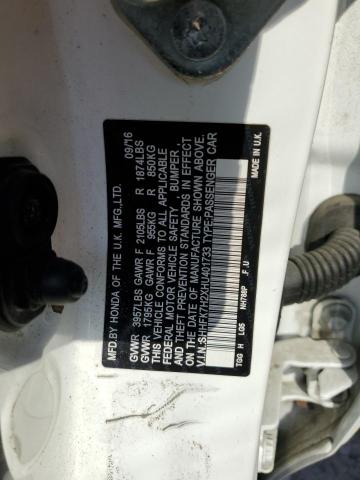 MFD.BY HONDA OF THE U.K. MFG.,LTD. 09/16
GVWR 3957LBS GAWR F 2105LBS R 1874LBS
GVWR 1795KG GAWR F 955KG R 850KG
THIS VEHICLE CONFORMS TO ALL APPLICABLE
FEDERAL MOTOR VEHICLE SAFETY , BUMPER ,
AND THEFT PREVENTION STANDARDS IN EFFECT
ON THE DATE OF MANUFACTURE SHOWN ABOVE.
V.I.N.:SHHFK7H2XHU401733 TYPE:PASSENGER CAR
TGG H LG5 NH788P _F_U MADE IN U.K.